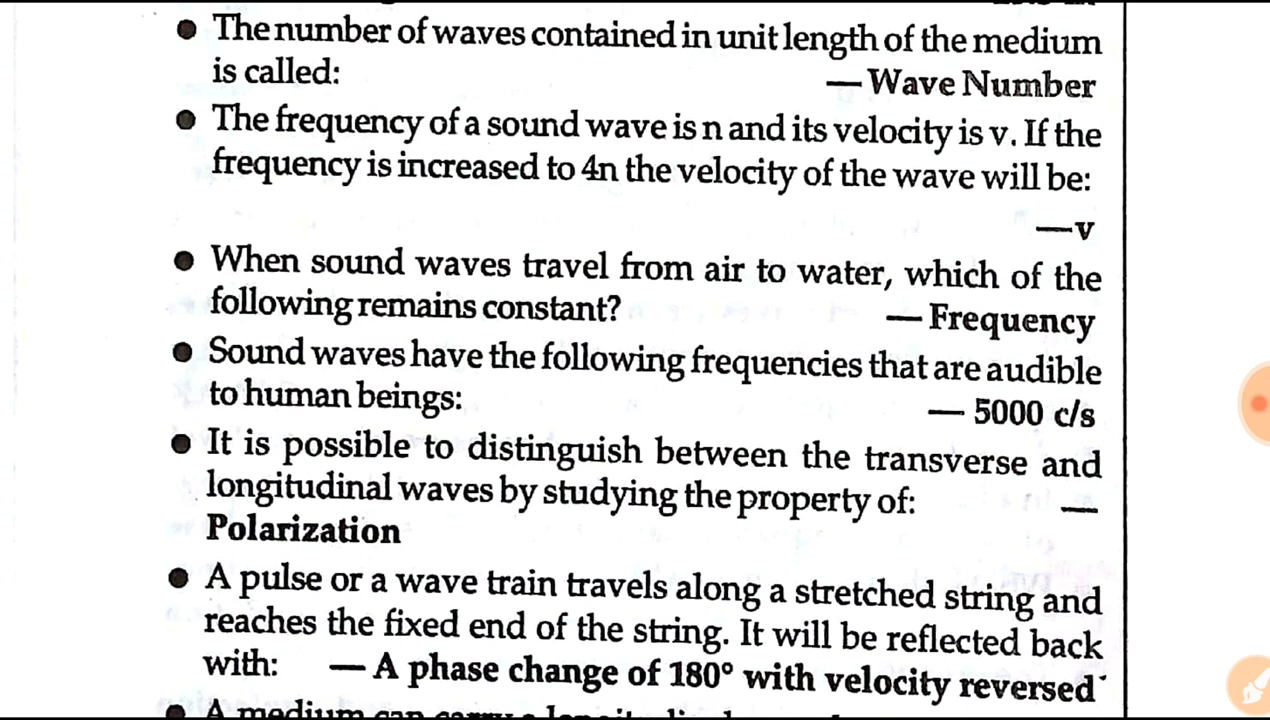 ● The number of waves contained in unit length of the medium
is called: — Wave Number
● The frequency of a sound wave is n and its velocity is v. If the
frequency is increased to 4n the velocity of the wave will be:
—v
● When sound waves travel from air to water, which of the
following remains constant? — Frequency
● Sound waves have the following frequencies that are audible
to human beings: — 5000 c/s
● It is possible to distinguish between the transverse and
longitudinal waves by studying the property of: —
Polarization
● A pulse or a wave train travels along a stretched string and
reaches the fixed end of the string. It will be reflected back
with: — A phase change of 180° with velocity reversed
● A medium can carry a